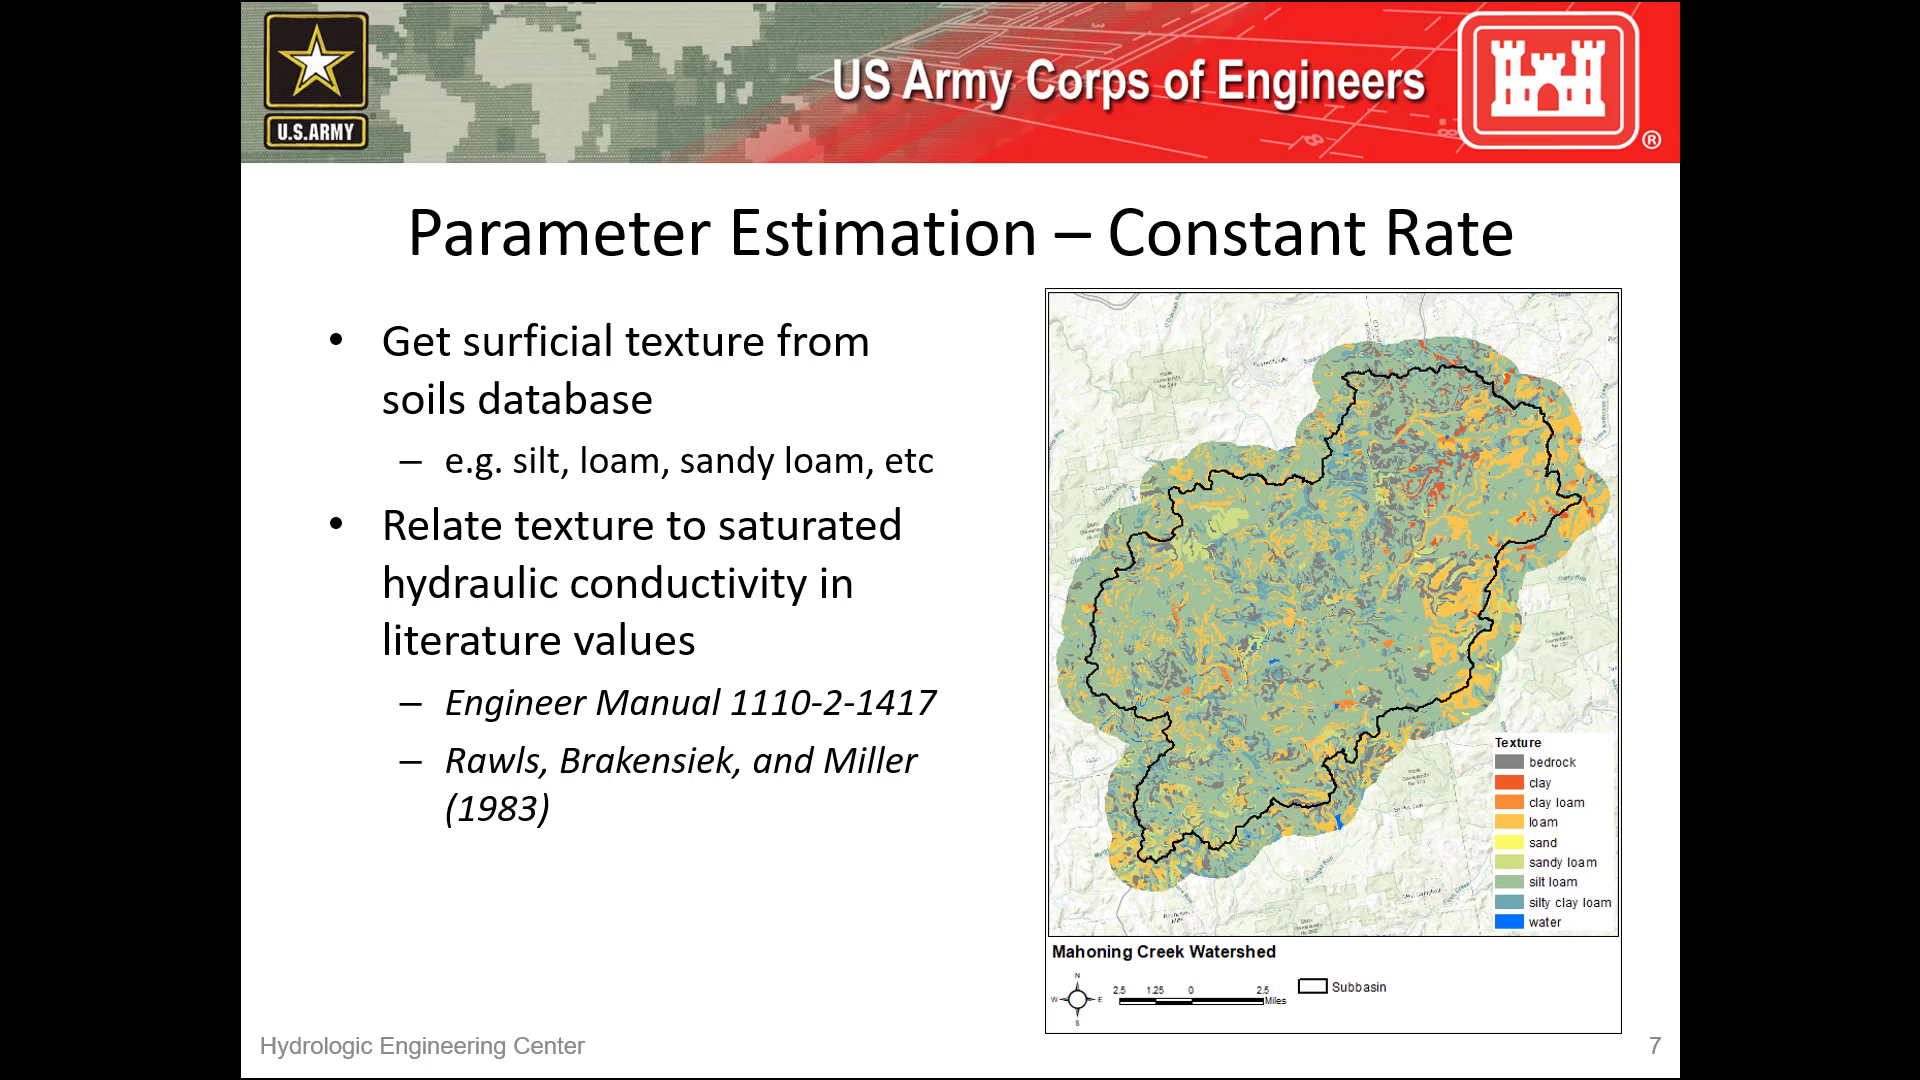 U.S.ARMY
US Army Corps of Engineers
®
Parameter Estimation – Constant Rate
• Get surficial texture from
soils database
– e.g. silt, loam, sandy loam, etc
• Relate texture to saturated
hydraulic conductivity in
literature values
– Engineer Manual 1110-2-1417
– Rawls, Brakensiek, and Miller
(1983)
Texture
bedrock
clay
clay loam
loam
sand
sandy loam
silt loam
silty clay loam
water
Mahoning Creek Watershed
N
W E
S
2.5 1.25 0 2.5
Miles
Subbasin
Hydrologic Engineering Center
7